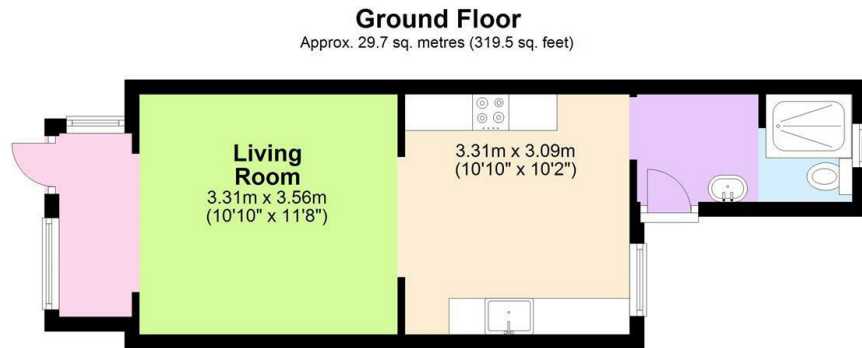 Ground Floor
Approx. 29.7 sq. metres (319.5 sq. feet)
Living
Room
3.31m x 3.56m
(10'10" x 11'8")
3.31m x 3.09m
(10'10" x 10'2")